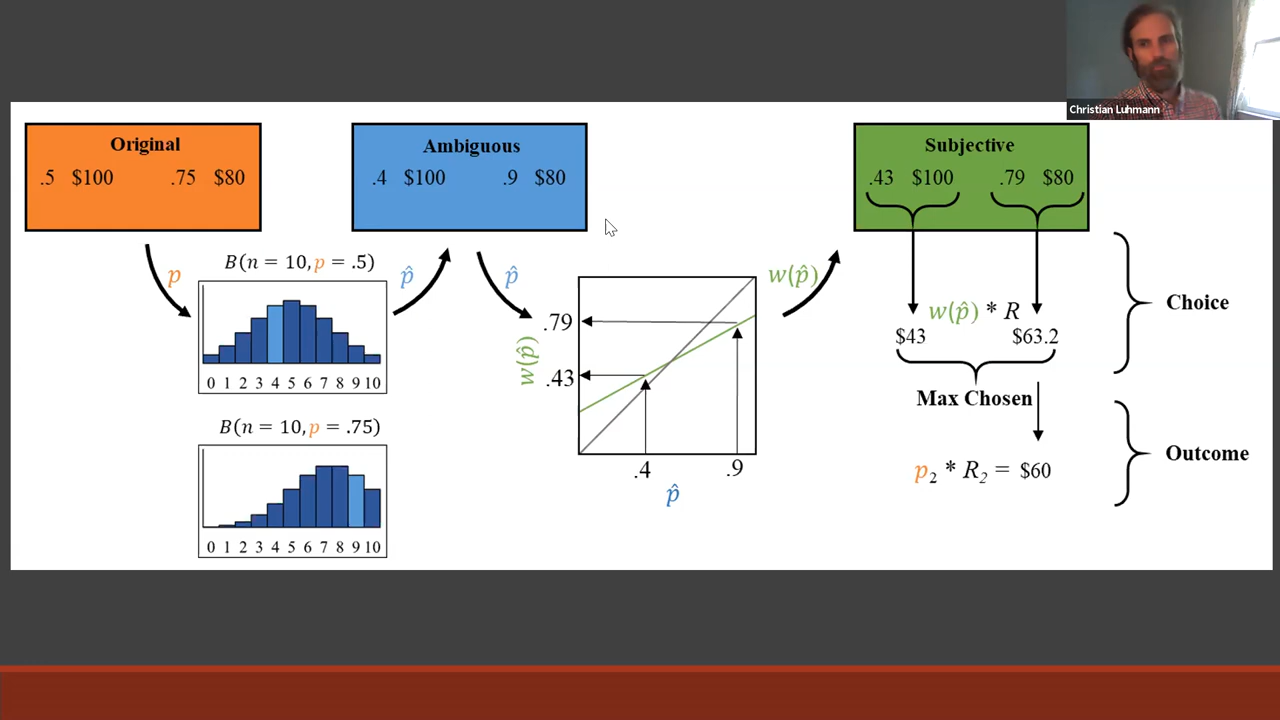 Christian Luhmann
Original
.5 $100 .75 $80
Ambiguous
.4 $100 .9 $80
Subjective
.43 $100 .79 $80
p
B(n = 10, p = .5)
0 1 2 3 4 5 6 7 8 9 10
B(n = 10, p = .75)
0 1 2 3 4 5 6 7 8 9 10
p̂
p̂
.79
.43
w(p̂)
.4 .9
p̂
w(p̂)
w(p̂) * R
$43 $63.2
Max Chosen
p₂ * R₂ = $60
Choice
Outcome